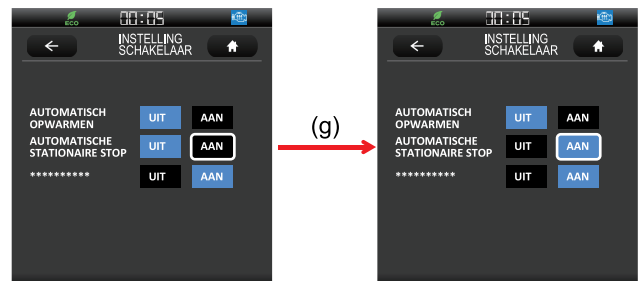 ECO 00:05
INSTELLING
SCHAKELAAR
AUTOMATISCH
OPWARMEN UIT AAN
AUTOMATISCHE
STATIONAIRE STOP UIT AAN
********** UIT AAN
(g)
ECO 00:05
INSTELLING
SCHAKELAAR
AUTOMATISCH
OPWARMEN UIT AAN
AUTOMATISCHE
STATIONAIRE STOP UIT AAN
********** UIT AAN